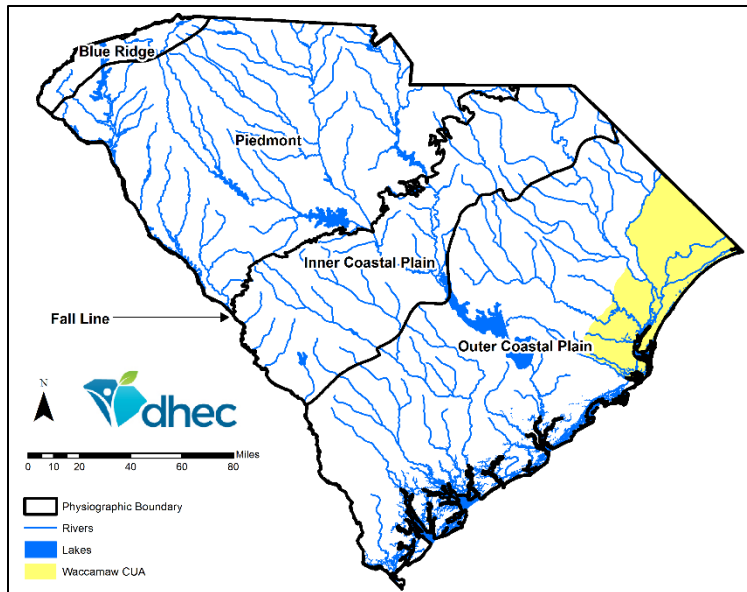 Blue Ridge
Piedmont
Inner Coastal Plain
Fall Line
Outer Coastal Plain
N
dhec
Miles
0 10 20 40 60 80
Physiographic Boundary
Rivers
Lakes
Waccamaw CUA